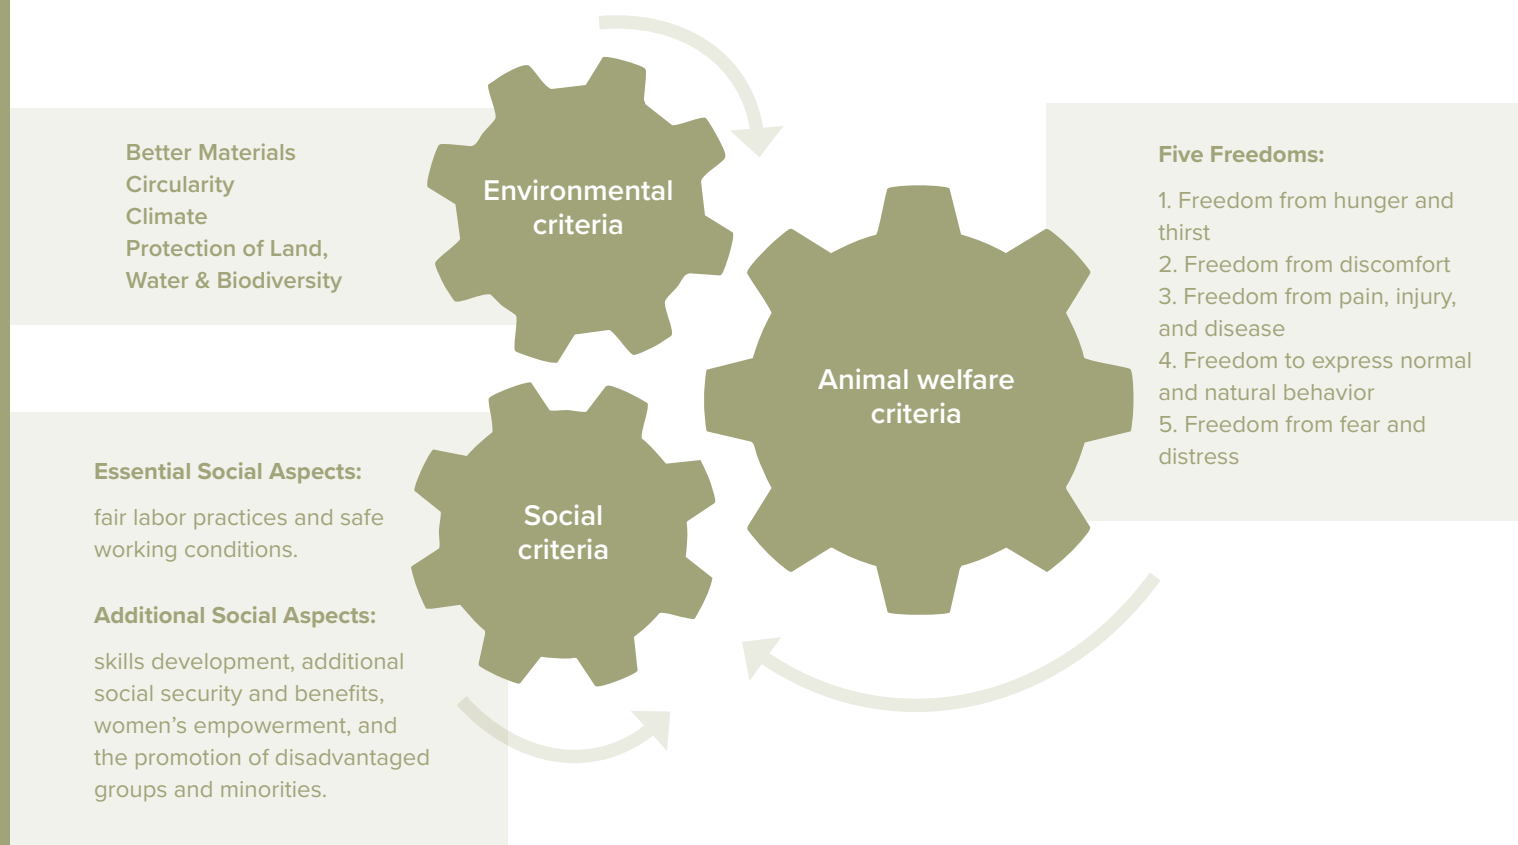 Environmental
criteria
Better Materials
Circularity
Climate
Protection of Land,
Water & Biodiversity
Social
criteria
Essential Social Aspects:
fair labor practices and safe
working conditions.
Additional Social Aspects:
skills development, additional
social security and benefits,
women’s empowerment, and
the promotion of disadvantaged
groups and minorities.
Animal welfare
criteria
Five Freedoms:
1. Freedom from hunger and
thirst
2. Freedom from discomfort
3. Freedom from pain, injury,
and disease
4. Freedom to express normal
and natural behavior
5. Freedom from fear and
distress